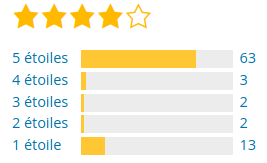 5 étoiles 63
4 étoiles 3
3 étoiles 2
2 étoiles 2
1 étoile 13